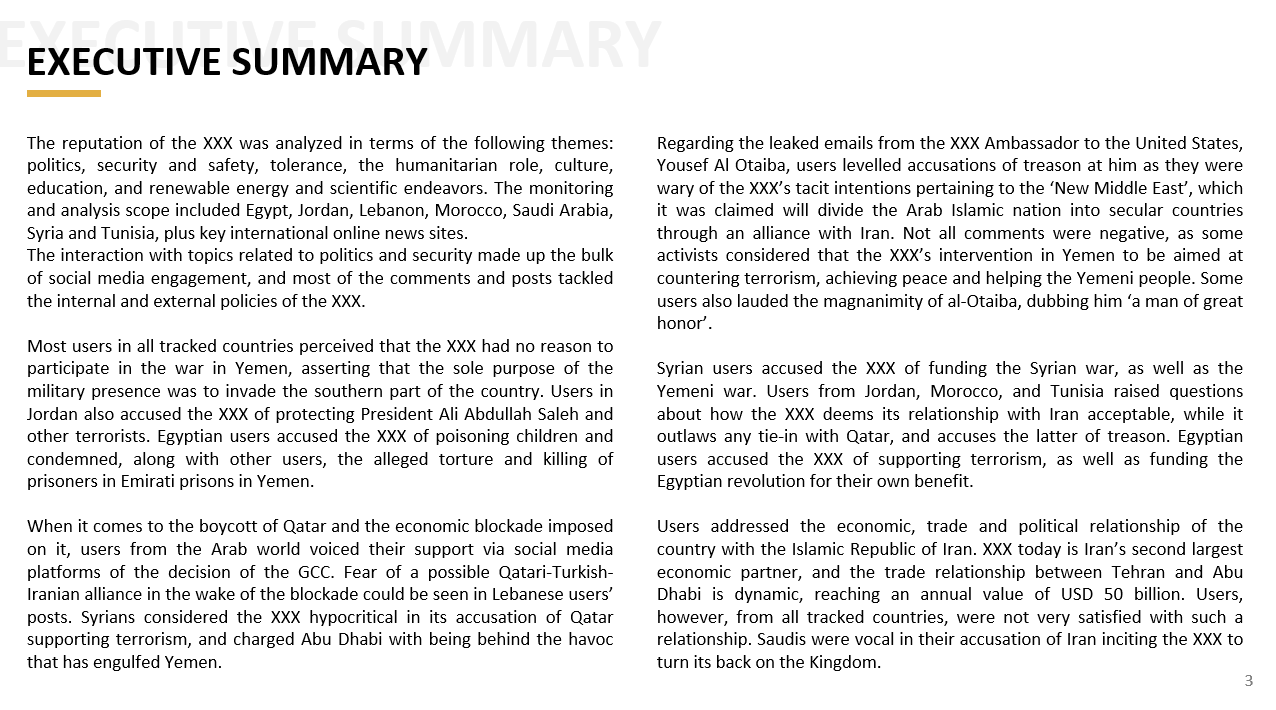 EXECUTIVE SUMMARY
EXECUTIVE SUMMARY
The reputation of the XXX was analyzed in terms of the following themes:
politics, security and safety, tolerance, the humanitarian role, culture,
education, and renewable energy and scientific endeavors. The monitoring
and analysis scope included Egypt, Jordan, Lebanon, Morocco, Saudi Arabia,
Syria and Tunisia, plus key international online news sites.
The interaction with topics related to politics and security made up the bulk
of social media engagement, and most of the comments and posts tackled
the internal and external policies of the XXX.
Most users in all tracked countries perceived that the XXX had no reason to
participate in the war in Yemen, asserting that the sole purpose of the
military presence was to invade the southern part of the country. Users in
Jordan also accused the XXX of protecting President Ali Abdullah Saleh and
other terrorists. Egyptian users accused the XXX of poisoning children and
condemned, along with other users, the alleged torture and killing of
prisoners in Emirati prisons in Yemen.
When it comes to the boycott of Qatar and the economic blockade imposed
on it, users from the Arab world voiced their support via social media
platforms of the decision of the GCC. Fear of a possible Qatari-Turkish-
Iranian alliance in the wake of the blockade could be seen in Lebanese users’
posts. Syrians considered the XXX hypocritical in its accusation of Qatar
supporting terrorism, and charged Abu Dhabi with being behind the havoc
that has engulfed Yemen.
Regarding the leaked emails from the XXX Ambassador to the United States,
Yousef Al Otaiba, users levelled accusations of treason at him as they were
wary of the XXX’s tacit intentions pertaining to the ‘New Middle East’, which
it was claimed will divide the Arab Islamic nation into secular countries
through an alliance with Iran. Not all comments were negative, as some
activists considered that the XXX’s intervention in Yemen to be aimed at
countering terrorism, achieving peace and helping the Yemeni people. Some
users also lauded the magnanimity of al-Otaiba, dubbing him ‘a man of great
honor’.
Syrian users accused the XXX of funding the Syrian war, as well as the
Yemeni war. Users from Jordan, Morocco, and Tunisia raised questions
about how the XXX deems its relationship with Iran acceptable, while it
outlaws any tie-in with Qatar, and accuses the latter of treason. Egyptian
users accused the XXX of supporting terrorism, as well as funding the
Egyptian revolution for their own benefit.
Users addressed the economic, trade and political relationship of the
country with the Islamic Republic of Iran. XXX today is Iran’s second largest
economic partner, and the trade relationship between Tehran and Abu
Dhabi is dynamic, reaching an annual value of USD 50 billion. Users,
however, from all tracked countries, were not very satisfied with such a
relationship. Saudis were vocal in their accusation of Iran inciting the XXX to
turn its back on the Kingdom.
3